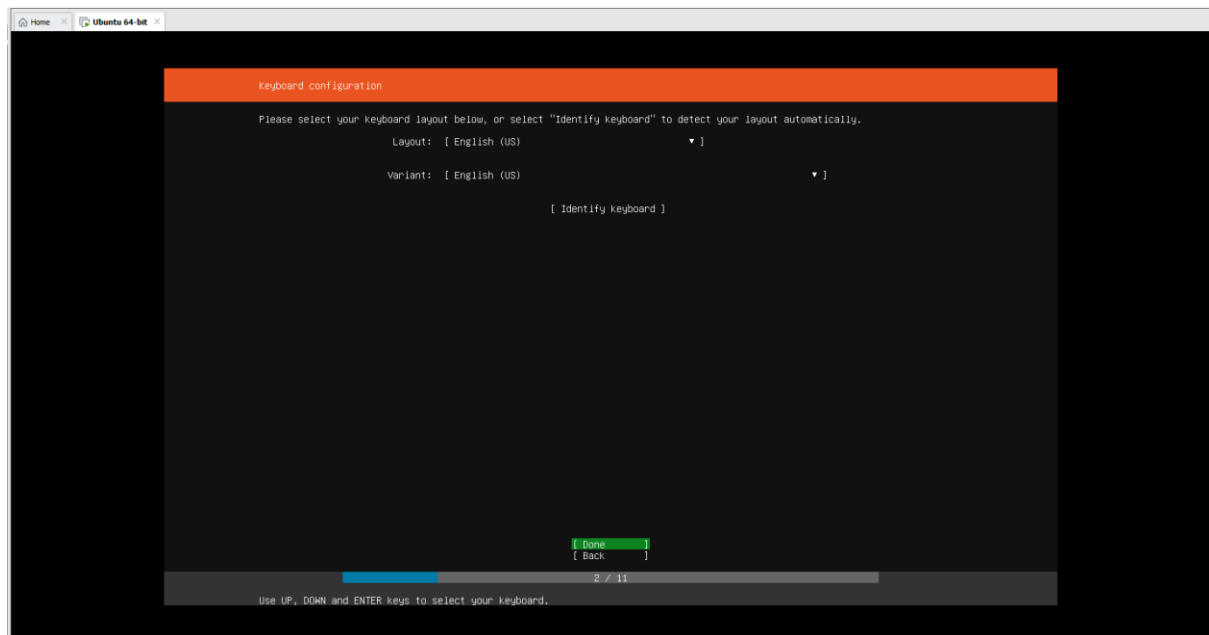 Home
Ubuntu 64-bit
Keyboard configuration
Please select your keyboard layout below, or select "Identify keyboard" to detect your layout automatically.
Layout: [ English (US) ▾ ]
Variant: [ English (US) ▾ ]
[ Identify keyboard ]
[ Done ]
[ Back ]
2 / 11
Use UP, DOWN and ENTER keys to select your keyboard.